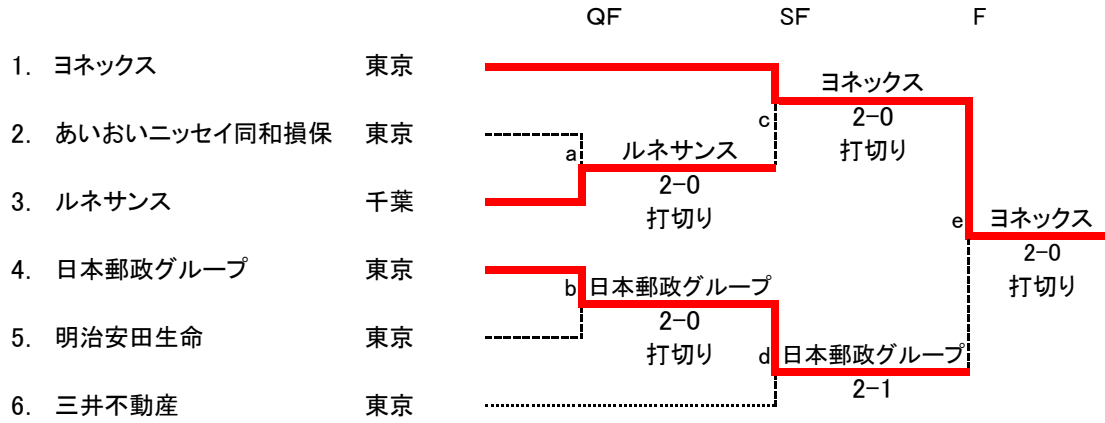 QF SF F
1. ヨネックス 東京
ヨネックス
2-0
打切り
c
2. あいおいニッセイ同和損保 東京
a
ルネサンス
2-0
打切り
3. ルネサンス 千葉
e
ヨネックス
2-0
打切り
4. 日本郵政グループ 東京
b
日本郵政グループ
2-0
打切り
5. 明治安田生命 東京
d
日本郵政グループ
2-1
6. 三井不動産 東京